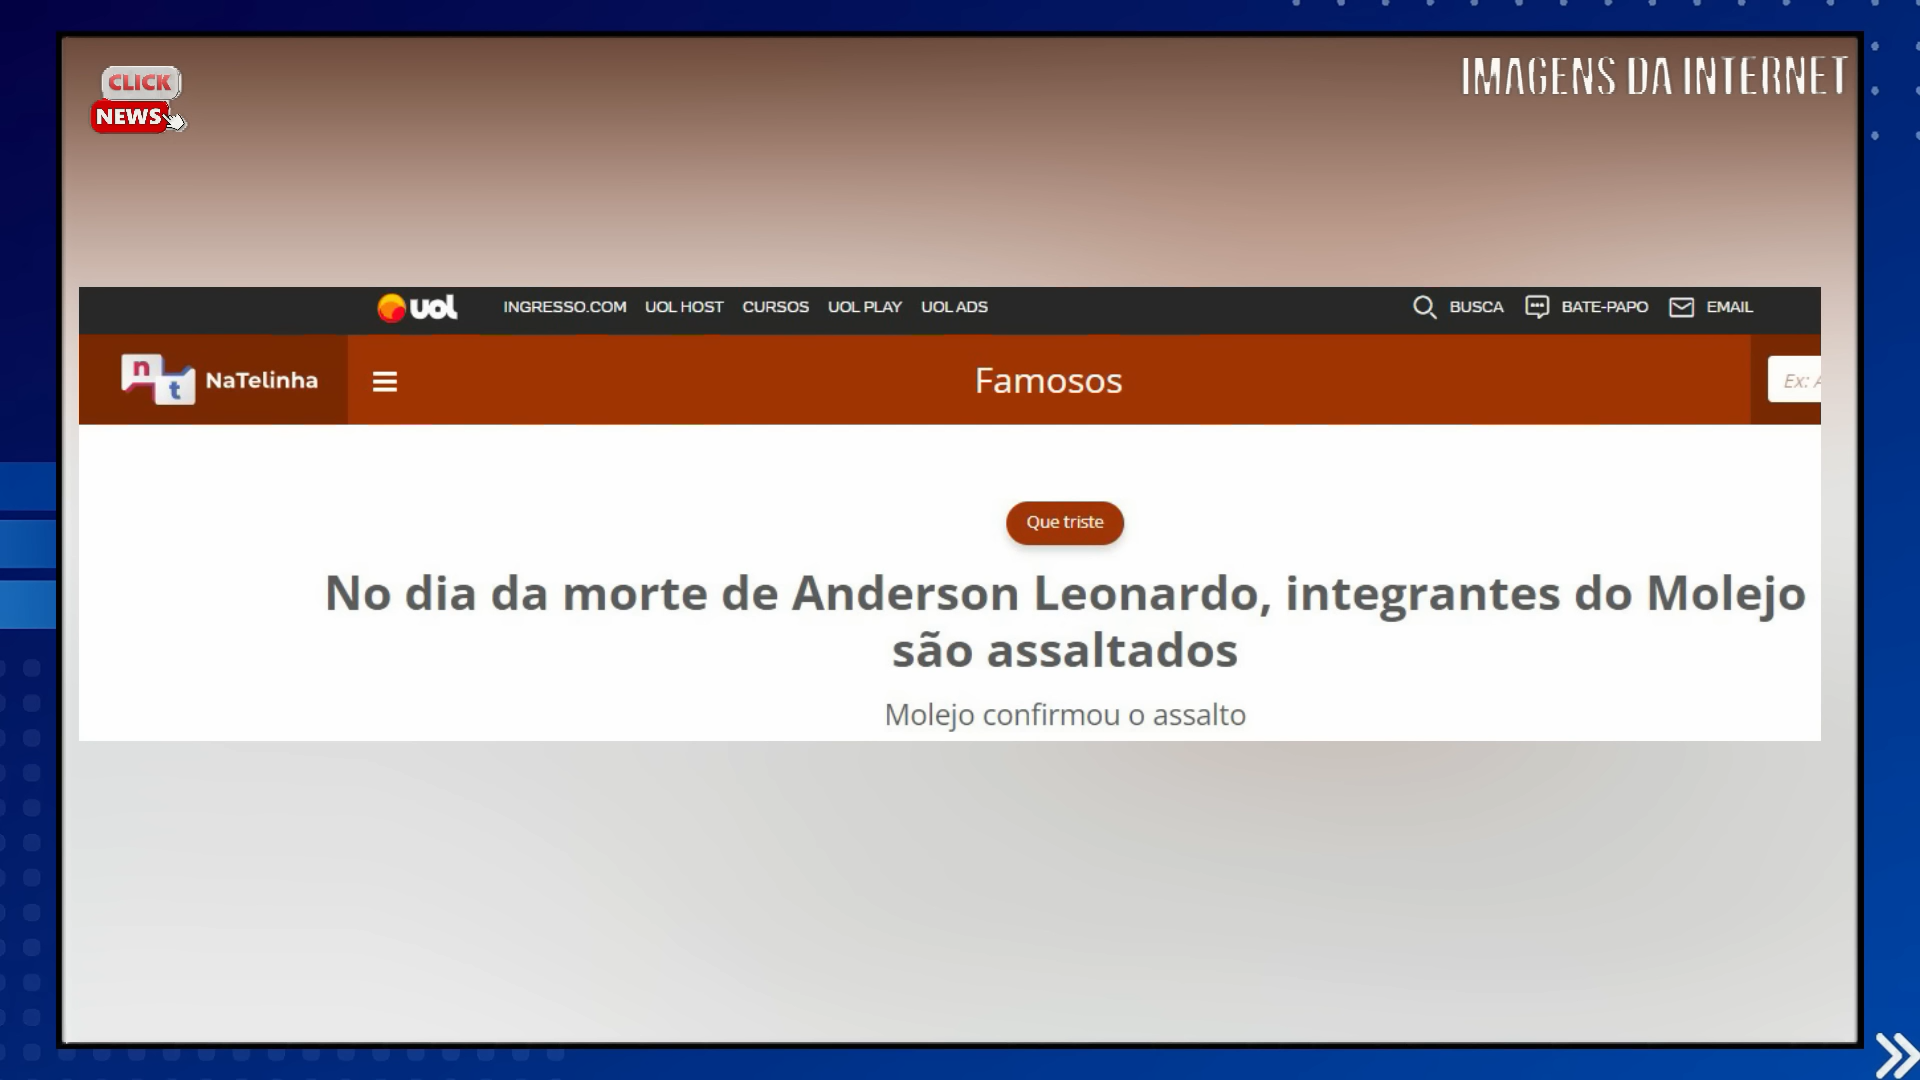 CLICK
NEWS
IMAGENS DA INTERNET
uol
INGRESSO.COM UOL HOST CURSOS UOL PLAY UOL ADS
BUSCA BATE-PAPO EMAIL
nt NaTelinha
Famosos
Ex:
Que triste
No dia da morte de Anderson Leonardo, integrantes do Molejo
são assaltados
Molejo confirmou o assalto